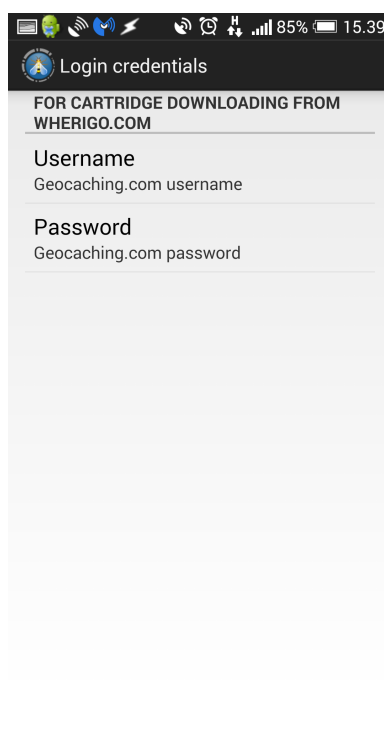 H 85% 15.39
Login credentials
FOR CARTRIDGE DOWNLOADING FROM
WHERIGO.COM
Username
Geocaching.com username
Password
Geocaching.com password